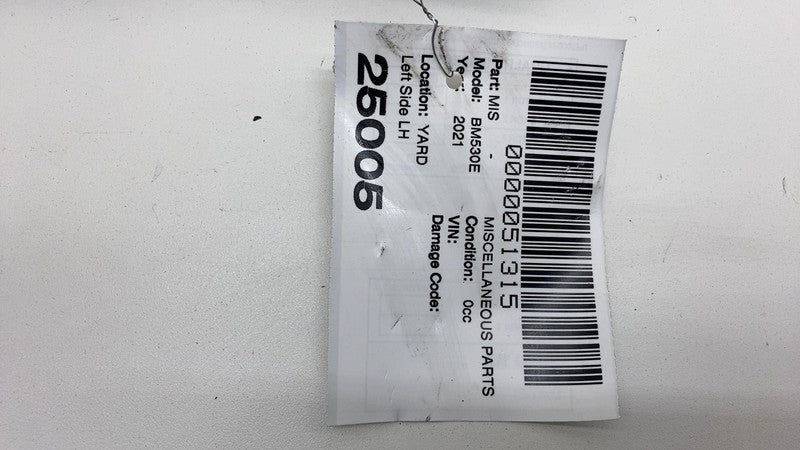 0000051315
Part: MIS - MISCELLANEOUS PARTS
Model: BM530E Condition: 0cc
Year: 2021 VIN:
Damage Code:
Location: YARD
Left Side LH
25005